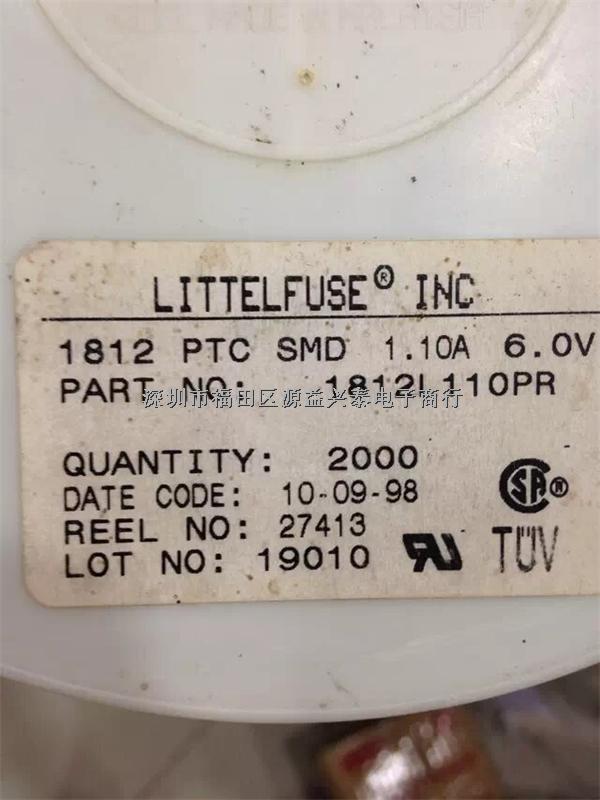 LITTELFUSE® INC
1812 PTC SMD 1.10A 6.0V
PART NO: 1812L110PR
深圳市福田区源益兴泰电子商行
QUANTITY: 2000
DATE CODE: 10-09-98
REEL NO: 27413
LOT NO: 19010
SA®
RU TÜV